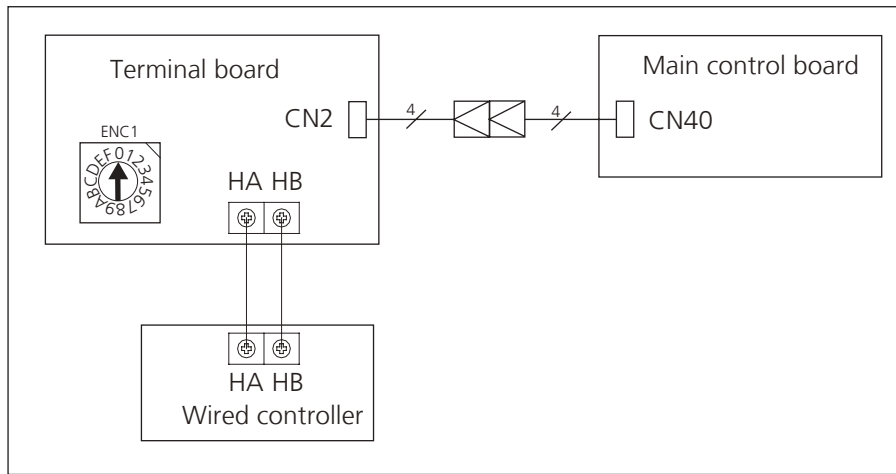 Terminal board
Main control board
CN2
4
4
CN40
ENC1
0123456789ABCDEF
HA HB
HA HB
Wired controller